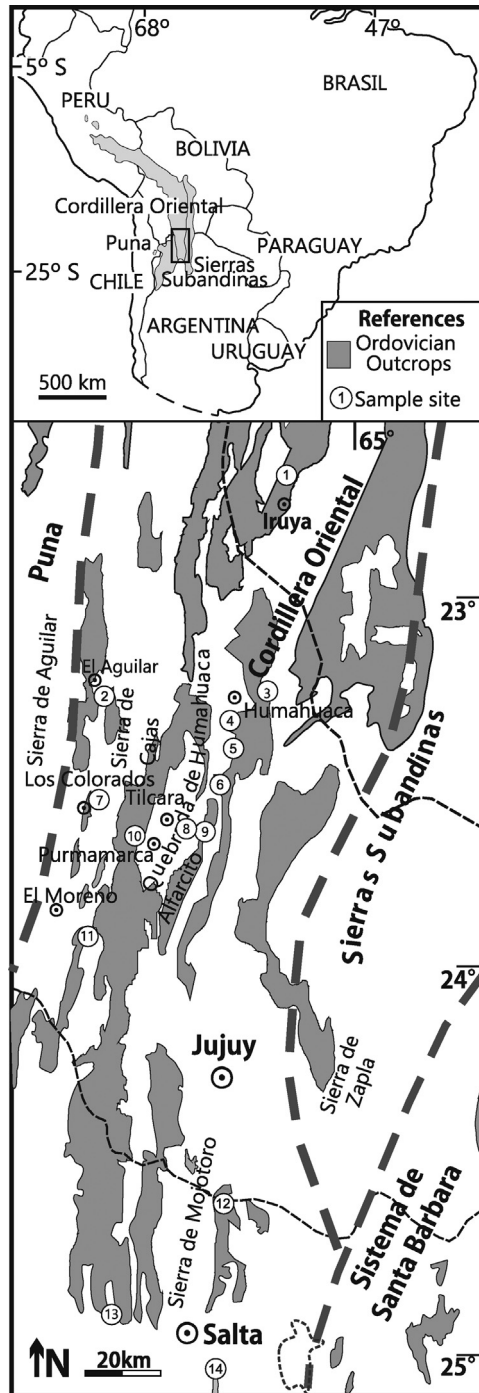 68
47
5° S
PERU
BRASIL
BOLIVIA
Cordillera Oriental
Puna
PARAGUAY
25° S
Sierras
Subandinas
CHILE
ARGENTINA
URUGUAY
500 km
References
Ordovician
Outcrops
1 Sample site
65°
1
Iruya
Puna
Cordillera Oriental
23°
Sierra de Aguilar
El Aguilar
2
Sierra de
Cajas
3
Humahuaca
4
5
Quebrada de Humahuaca
6
Los Colorados
7
Tilcara
8
9
10
Purmamarca
Alfarcito
El Moreno
11
Sierras Subandinas
24°
Jujuy
Sierra de
Zapla
Sierra de Mojotoro
12
Sistema de
Santa Barbara
13
Salta
14
N
20km
25°